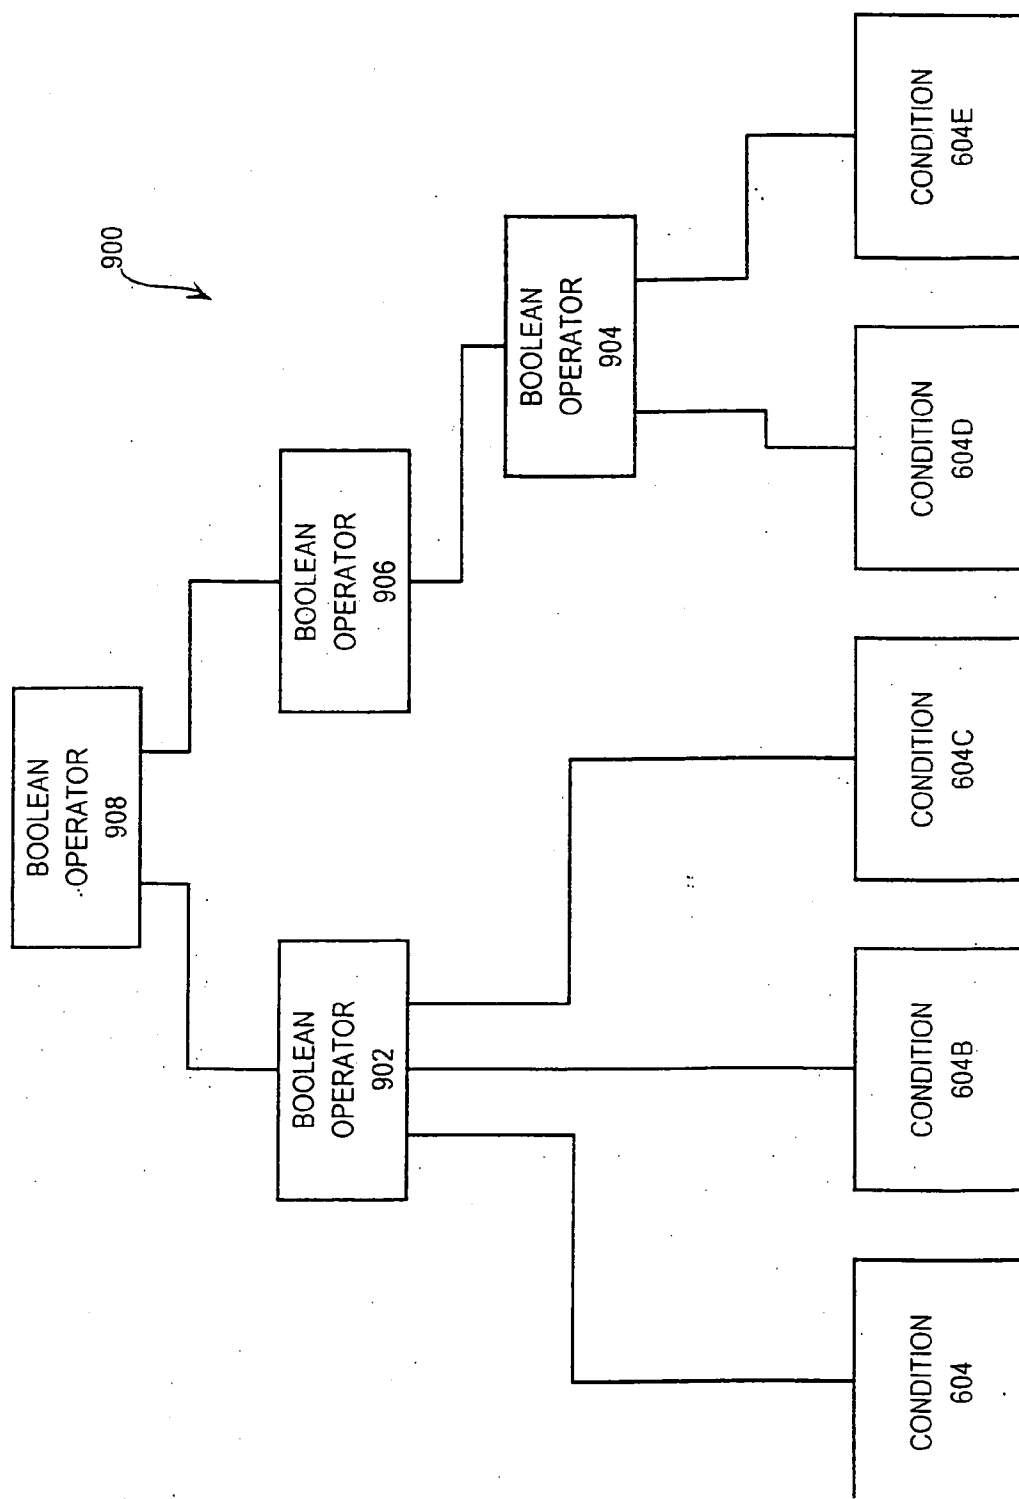 900
BOOLEAN
OPERATOR
908
BOOLEAN
OPERATOR
902
BOOLEAN
OPERATOR
906
BOOLEAN
OPERATOR
904
CONDITION
604
CONDITION
604B
CONDITION
604C
CONDITION
604D
CONDITION
604E